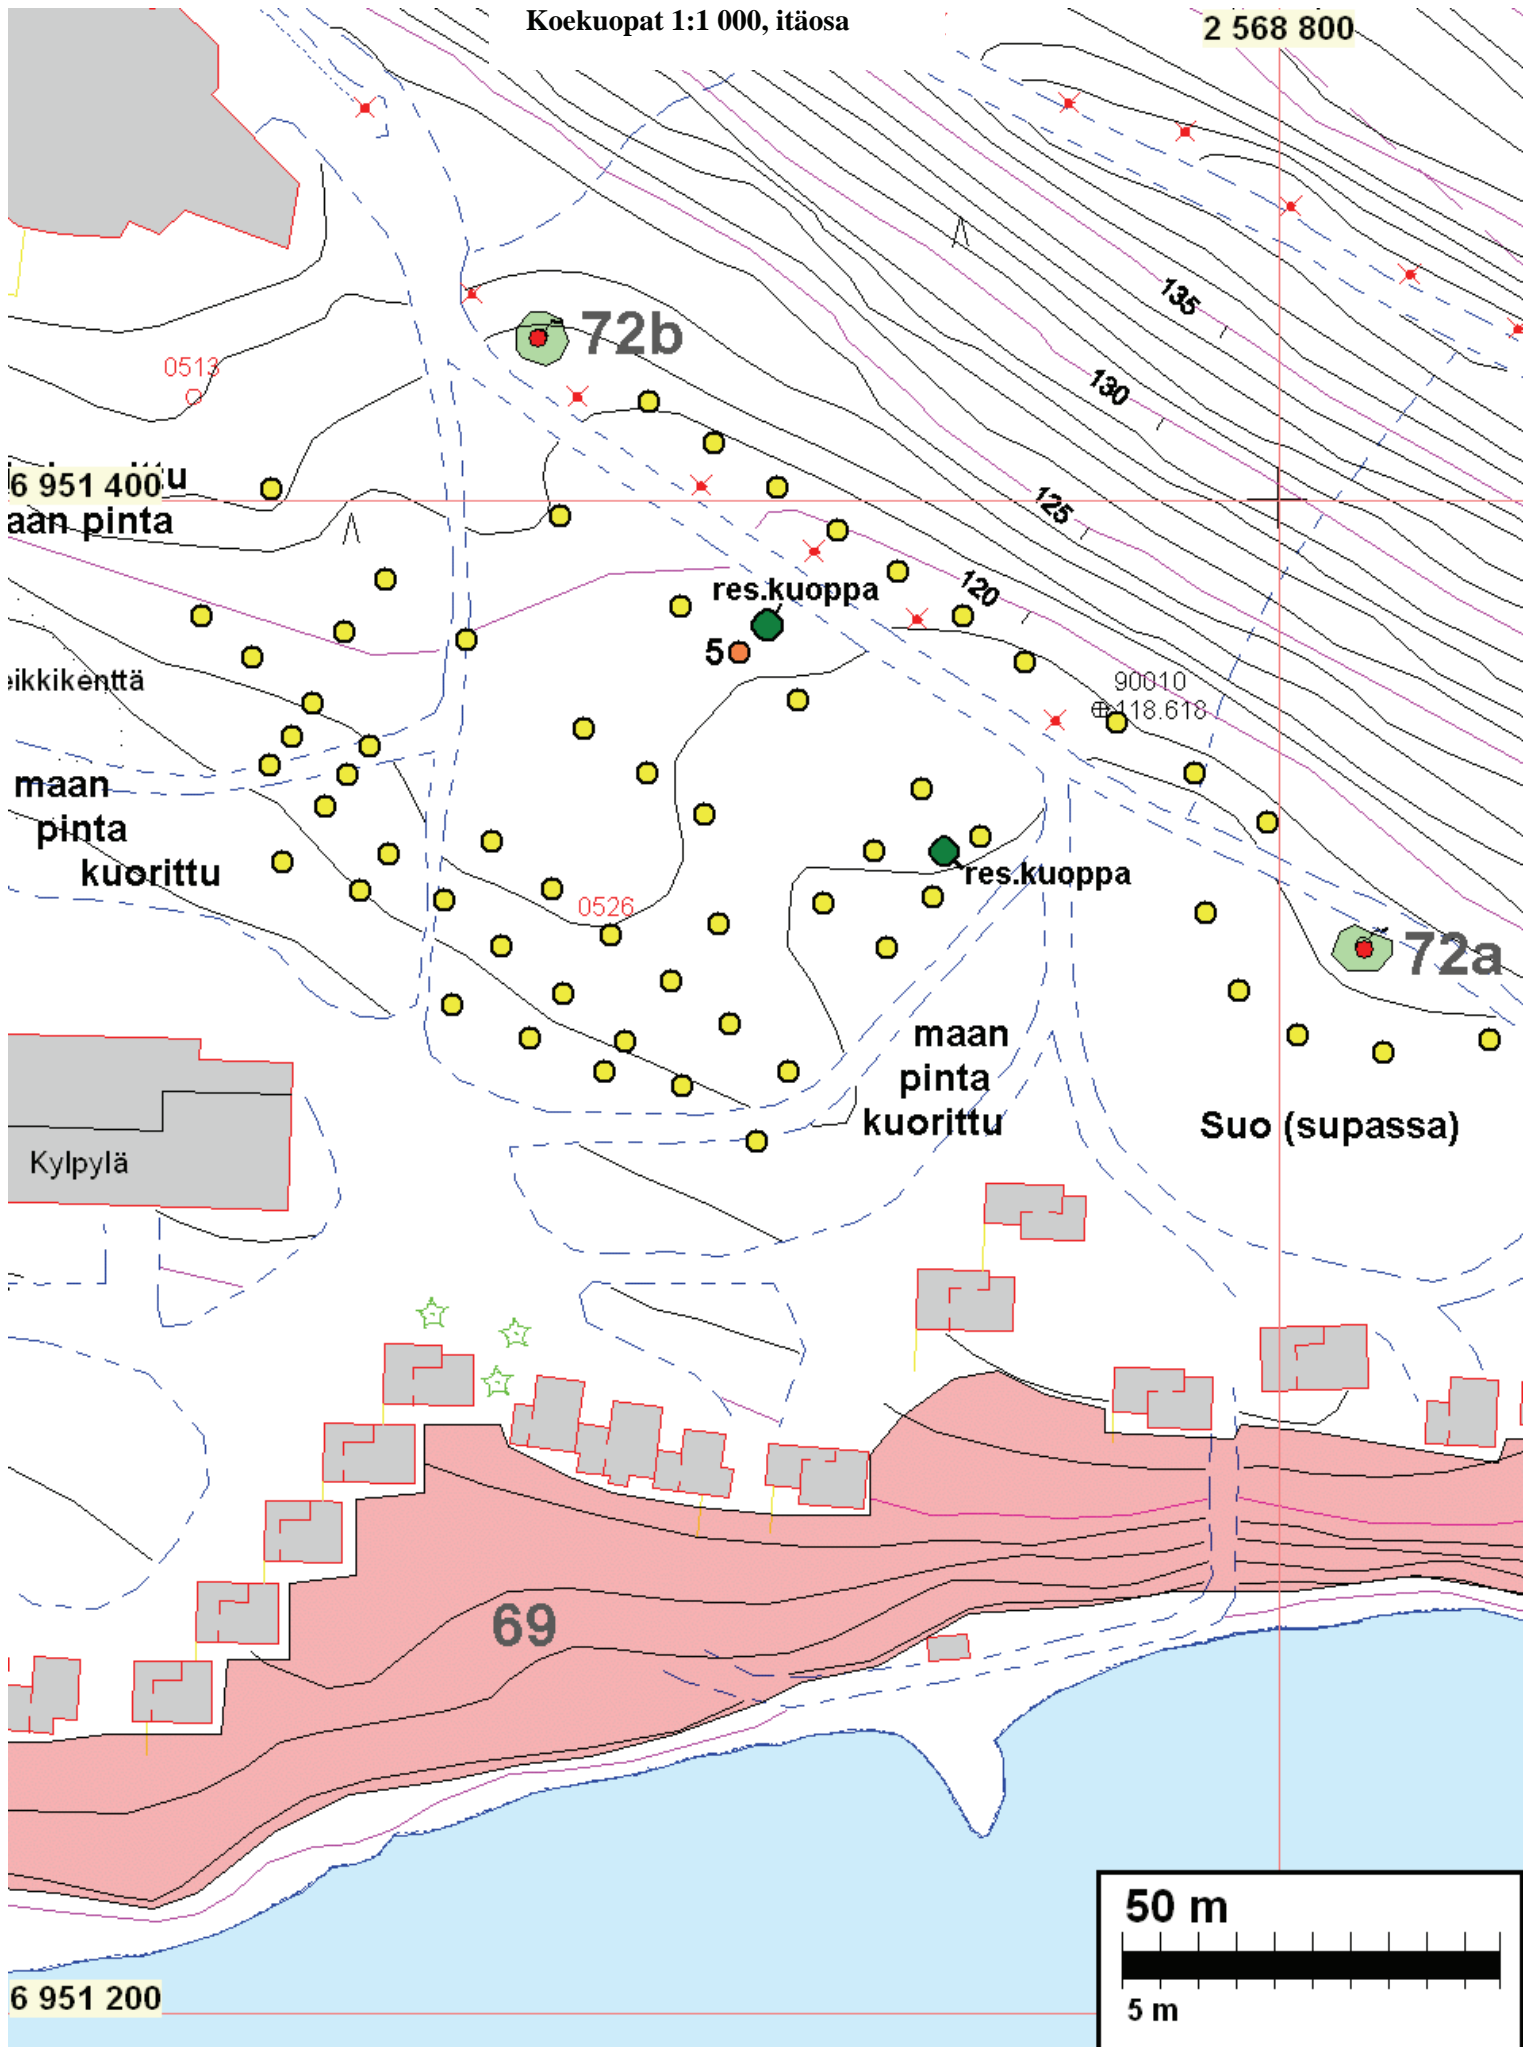 Koekuopat 1:1 000, itäosa
2 568 800
135
72b
0513
130
6 951 400
aan pinta
125
res.kuoppa
120
5
eikkikenttä
90010
118.618
maan
pinta
kuorittu
res.kuoppa
0526
72a
maan
pinta
kuorittu
Suo (supassa)
Kylpylä
69
50 m
5 m
6 951 200